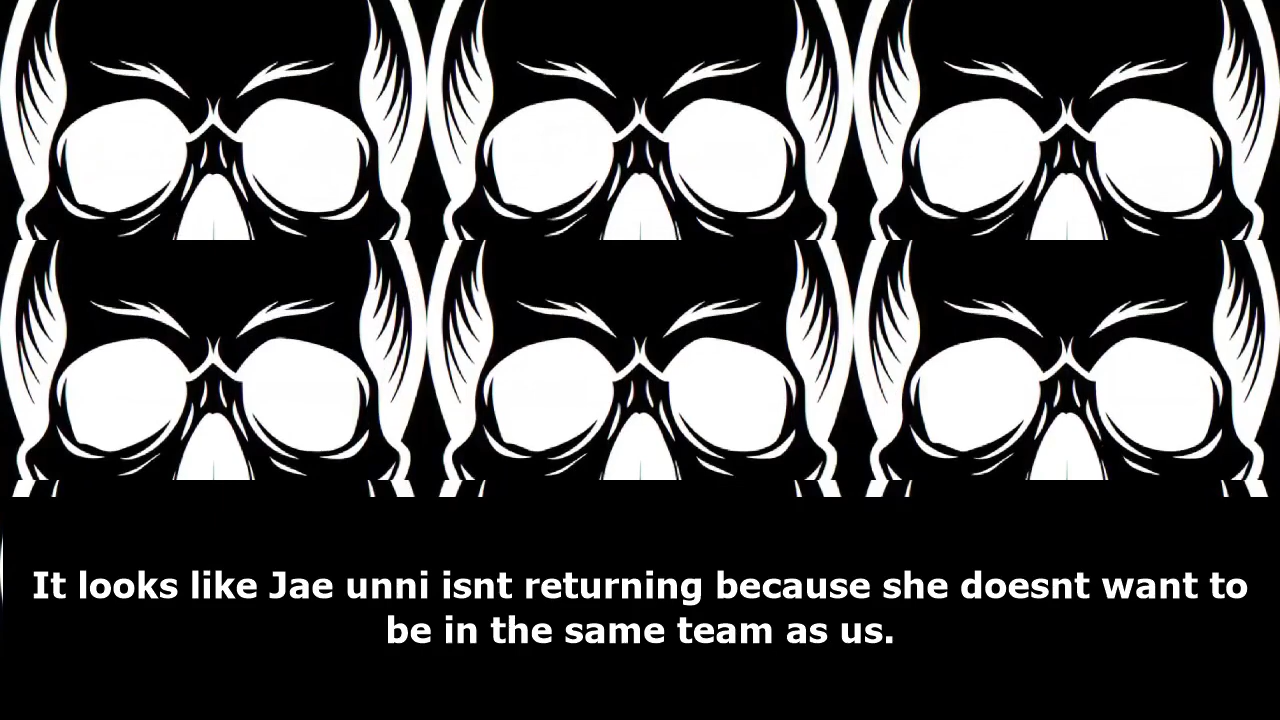 It looks like Jae unni isnt returning because she doesnt want to
be in the same team as us.